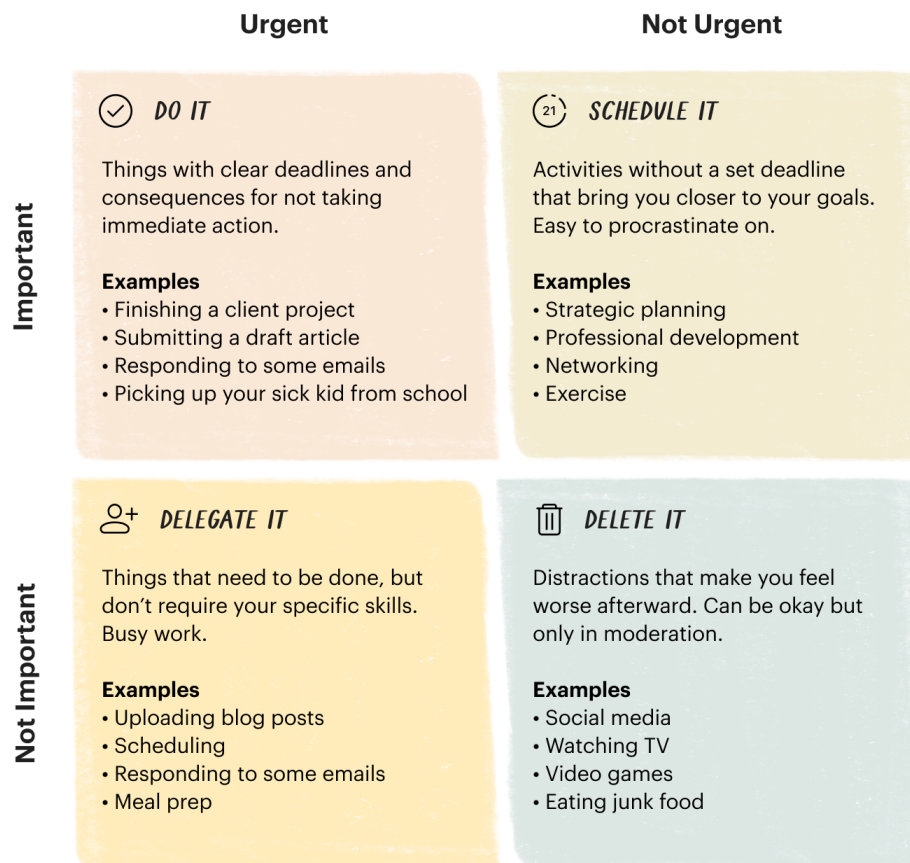 Urgent
Not Urgent
Important
DO IT
Things with clear deadlines and
consequences for not taking
immediate action.
Examples
• Finishing a client project
• Submitting a draft article
• Responding to some emails
• Picking up your sick kid from school
21
SCHEDULE IT
Activities without a set deadline
that bring you closer to your goals.
Easy to procrastinate on.
Examples
• Strategic planning
• Professional development
• Networking
• Exercise
Not Important
DELEGATE IT
Things that need to be done, but
don’t require your specific skills.
Busy work.
Examples
• Uploading blog posts
• Scheduling
• Responding to some emails
• Meal prep
DELETE IT
Distractions that make you feel
worse afterward. Can be okay but
only in moderation.
Examples
• Social media
• Watching TV
• Video games
• Eating junk food